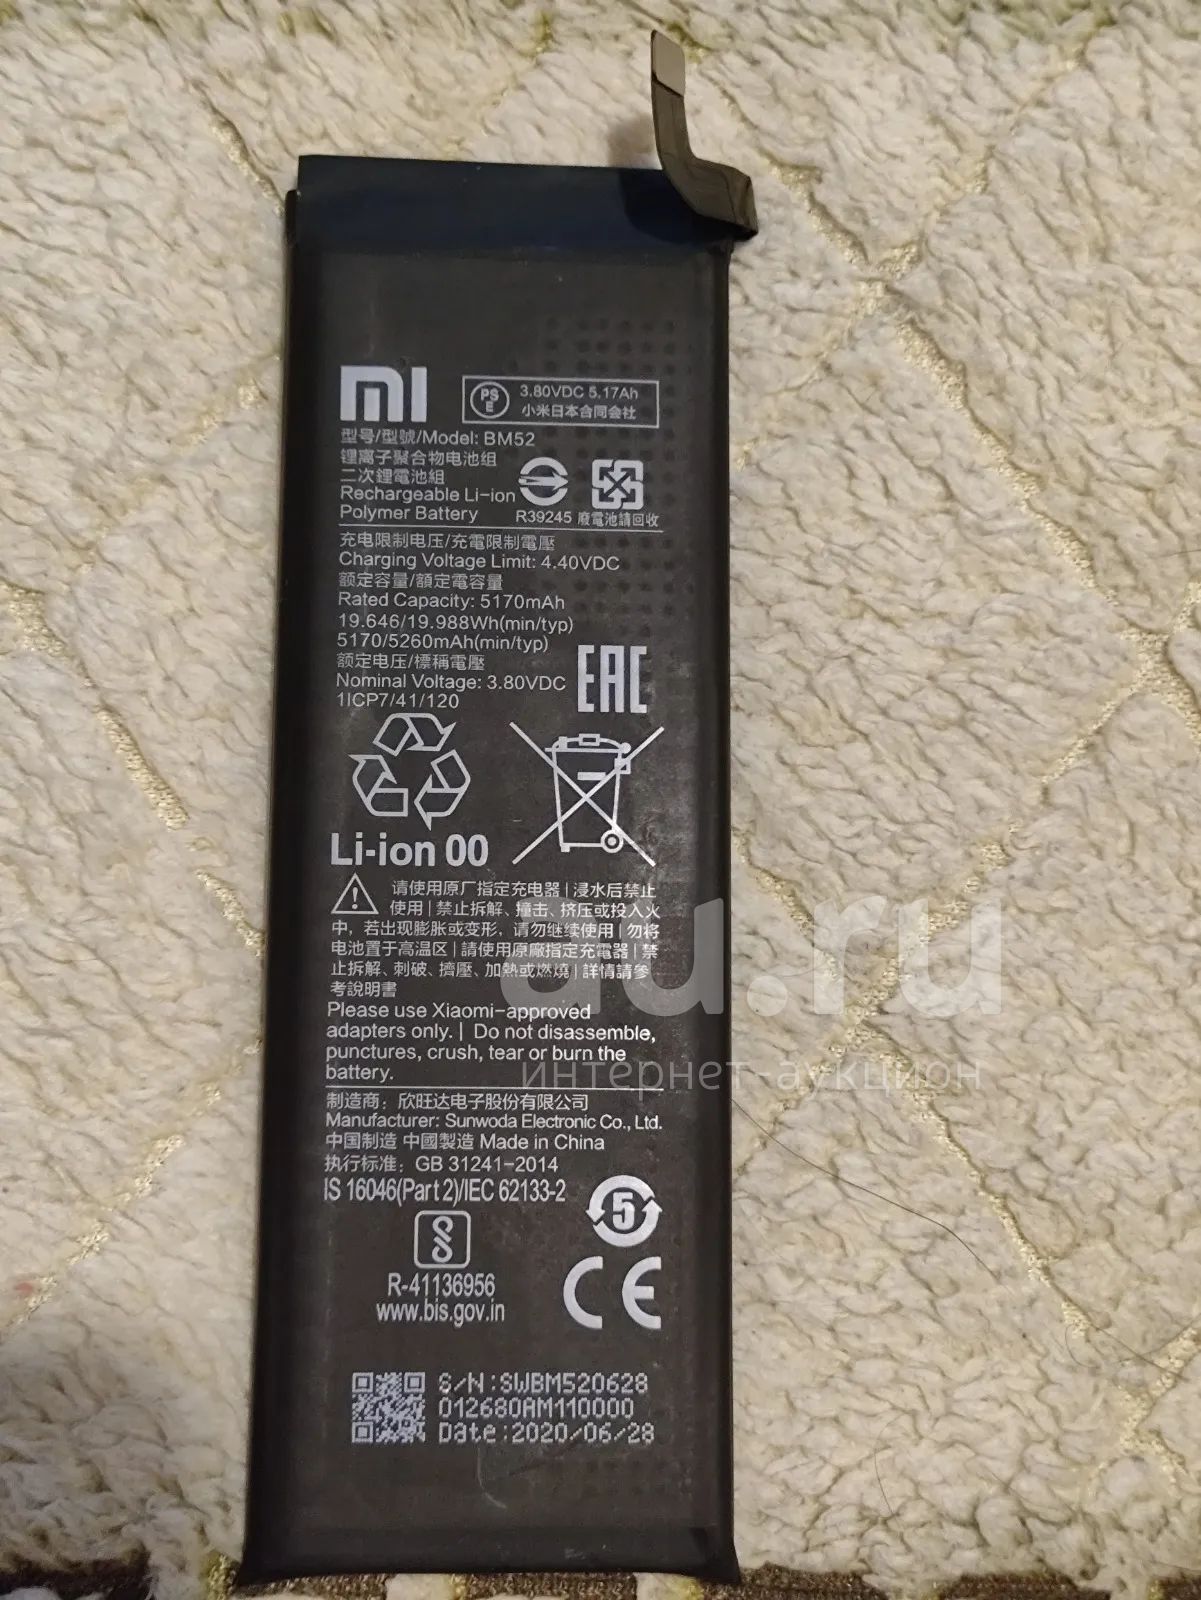 mi
PS
E
3.80VDC 5.17Ah
小米日本合同会社
型号/型號/Model: BM52
锂离子聚合物电池组
二次鋰電池組
Rechargeable Li-ion
Polymer Battery
R39245 廢電池請回收
充电限制电压/充電限制電壓
Charging Voltage Limit: 4.40VDC
额定容量/額定電容量
Rated Capacity: 5170mAh
19.646/19.988Wh(min/typ)
5170/5260mAh(min/typ)
额定电压/標稱電壓
Nominal Voltage: 3.80VDC
1ICP7/41/120
EAC
Li-ion 00
请使用原厂指定充电器 | 浸水后禁止
使用 | 禁止拆解、撞击、挤压或投入火
中，若出现膨胀或变形，请勿继续使用 | 勿将
电池置于高温区 | 請使用原廠指定充電器 | 禁
止拆解、刺破、擠壓、加熱或燃燒 | 詳情請參
考說明書
Please use Xiaomi-approved
adapters only. | Do not disassemble,
punctures, crush, tear or burn the
battery.
制造商：欣旺达电子股份有限公司
Manufacturer: Sunwoda Electronic Co., Ltd.
中国制造 中國製造 Made in China
执行标准：GB 31241-2014
IS 16046(Part 2)/IEC 62133-2
5
R-41136956
www.bis.gov.in
CE
S/N:SWBM520628
012680AM110000
Date:2020/06/28
au.ru
интернет-аукцион